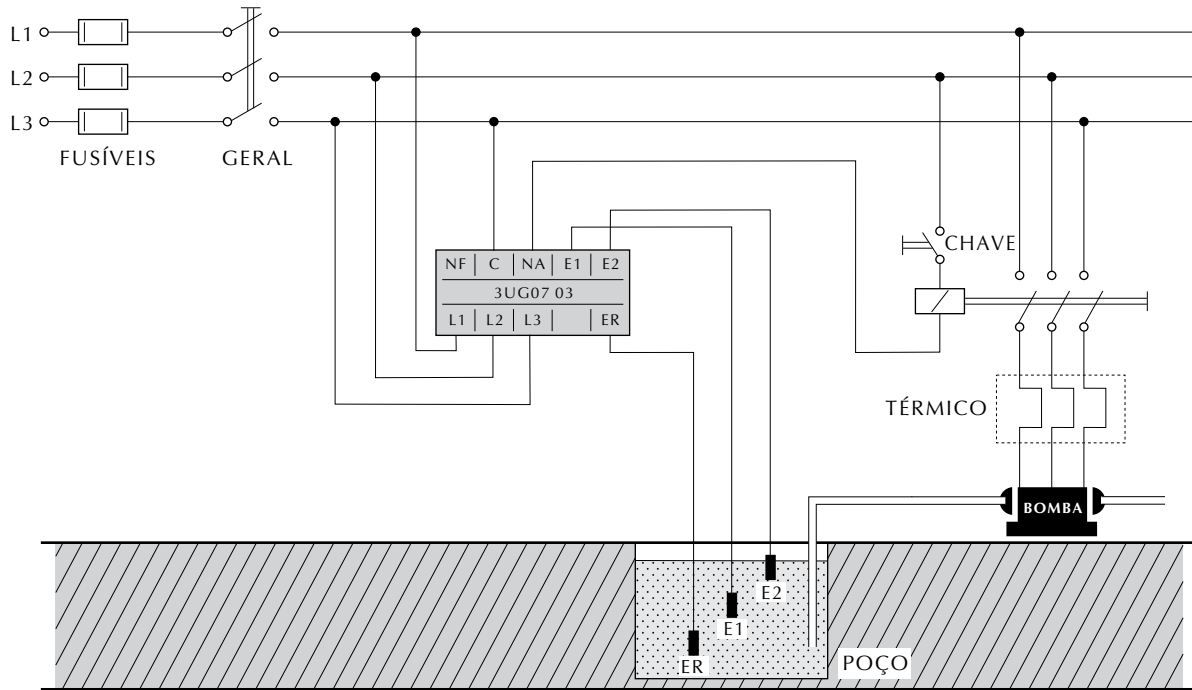 L1
L2
L3
FUSÍVEIS GERAL
CHAVE
NF C NA E1 E2
3UG07 03
L1 L2 L3 ER
TÉRMICO
BOMBA
E2
E1
ER
POÇO